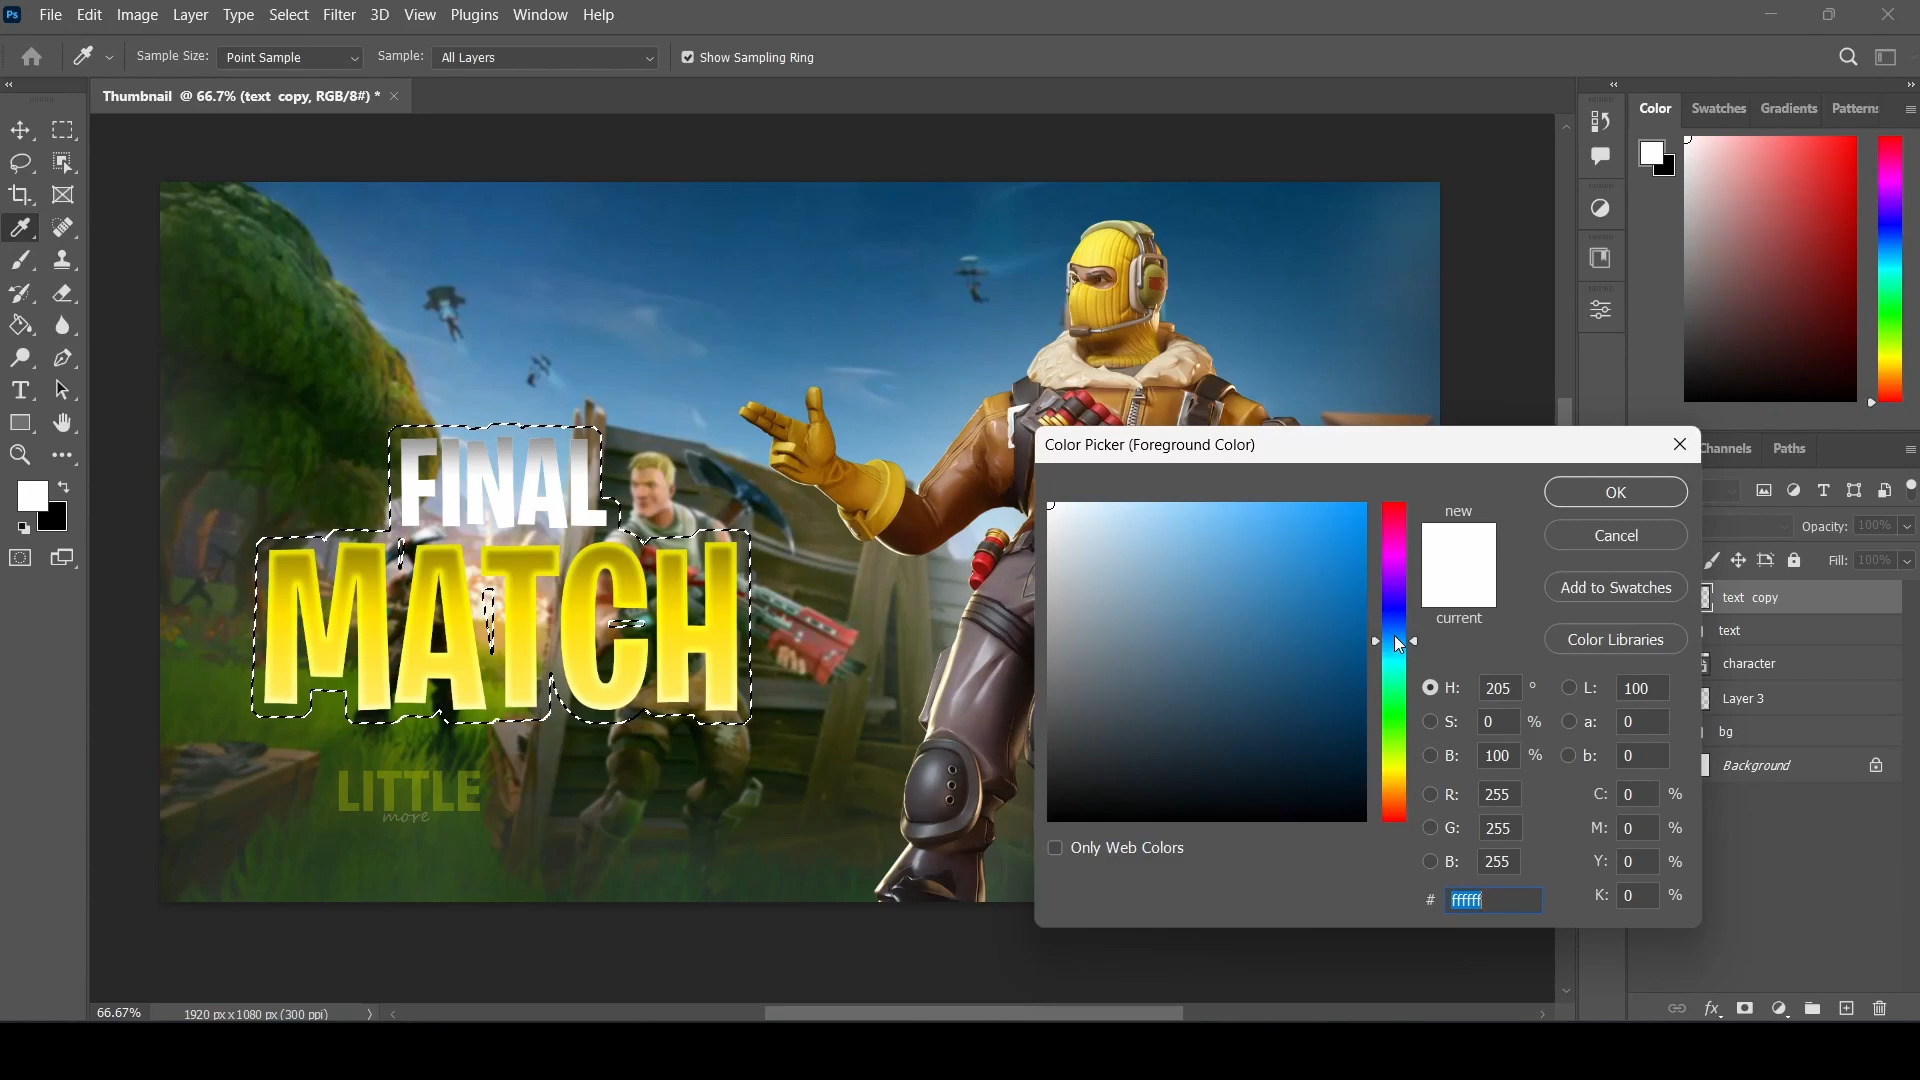 Ps File Edit Image Layer Type Select Filter 3D View Plugins Window Help
Sample Size: Point Sample Sample: All Layers Show Sampling Ring
Thumbnail @ 66.7% (text copy, RGB/8#) *
Color Swatches Gradients Patterns
FINAL
MATCH
LITTLE
more
Color Picker (Foreground Color)
new
current
OK
Cancel
Add to Swatches
Color Libraries
H: 205 ° L: 100
S: 0 % a: 0
B: 100 % b: 0
R: 255 C: 0 %
G: 255 M: 0 %
B: 255 Y: 0 %
# ffffff K: 0 %
Only Web Colors
Channels Paths
Opacity: 100%
Fill: 100%
text copy
text
character
Layer 3
bg
Background
66.67% 1920 px x 1080 px (300 ppi)